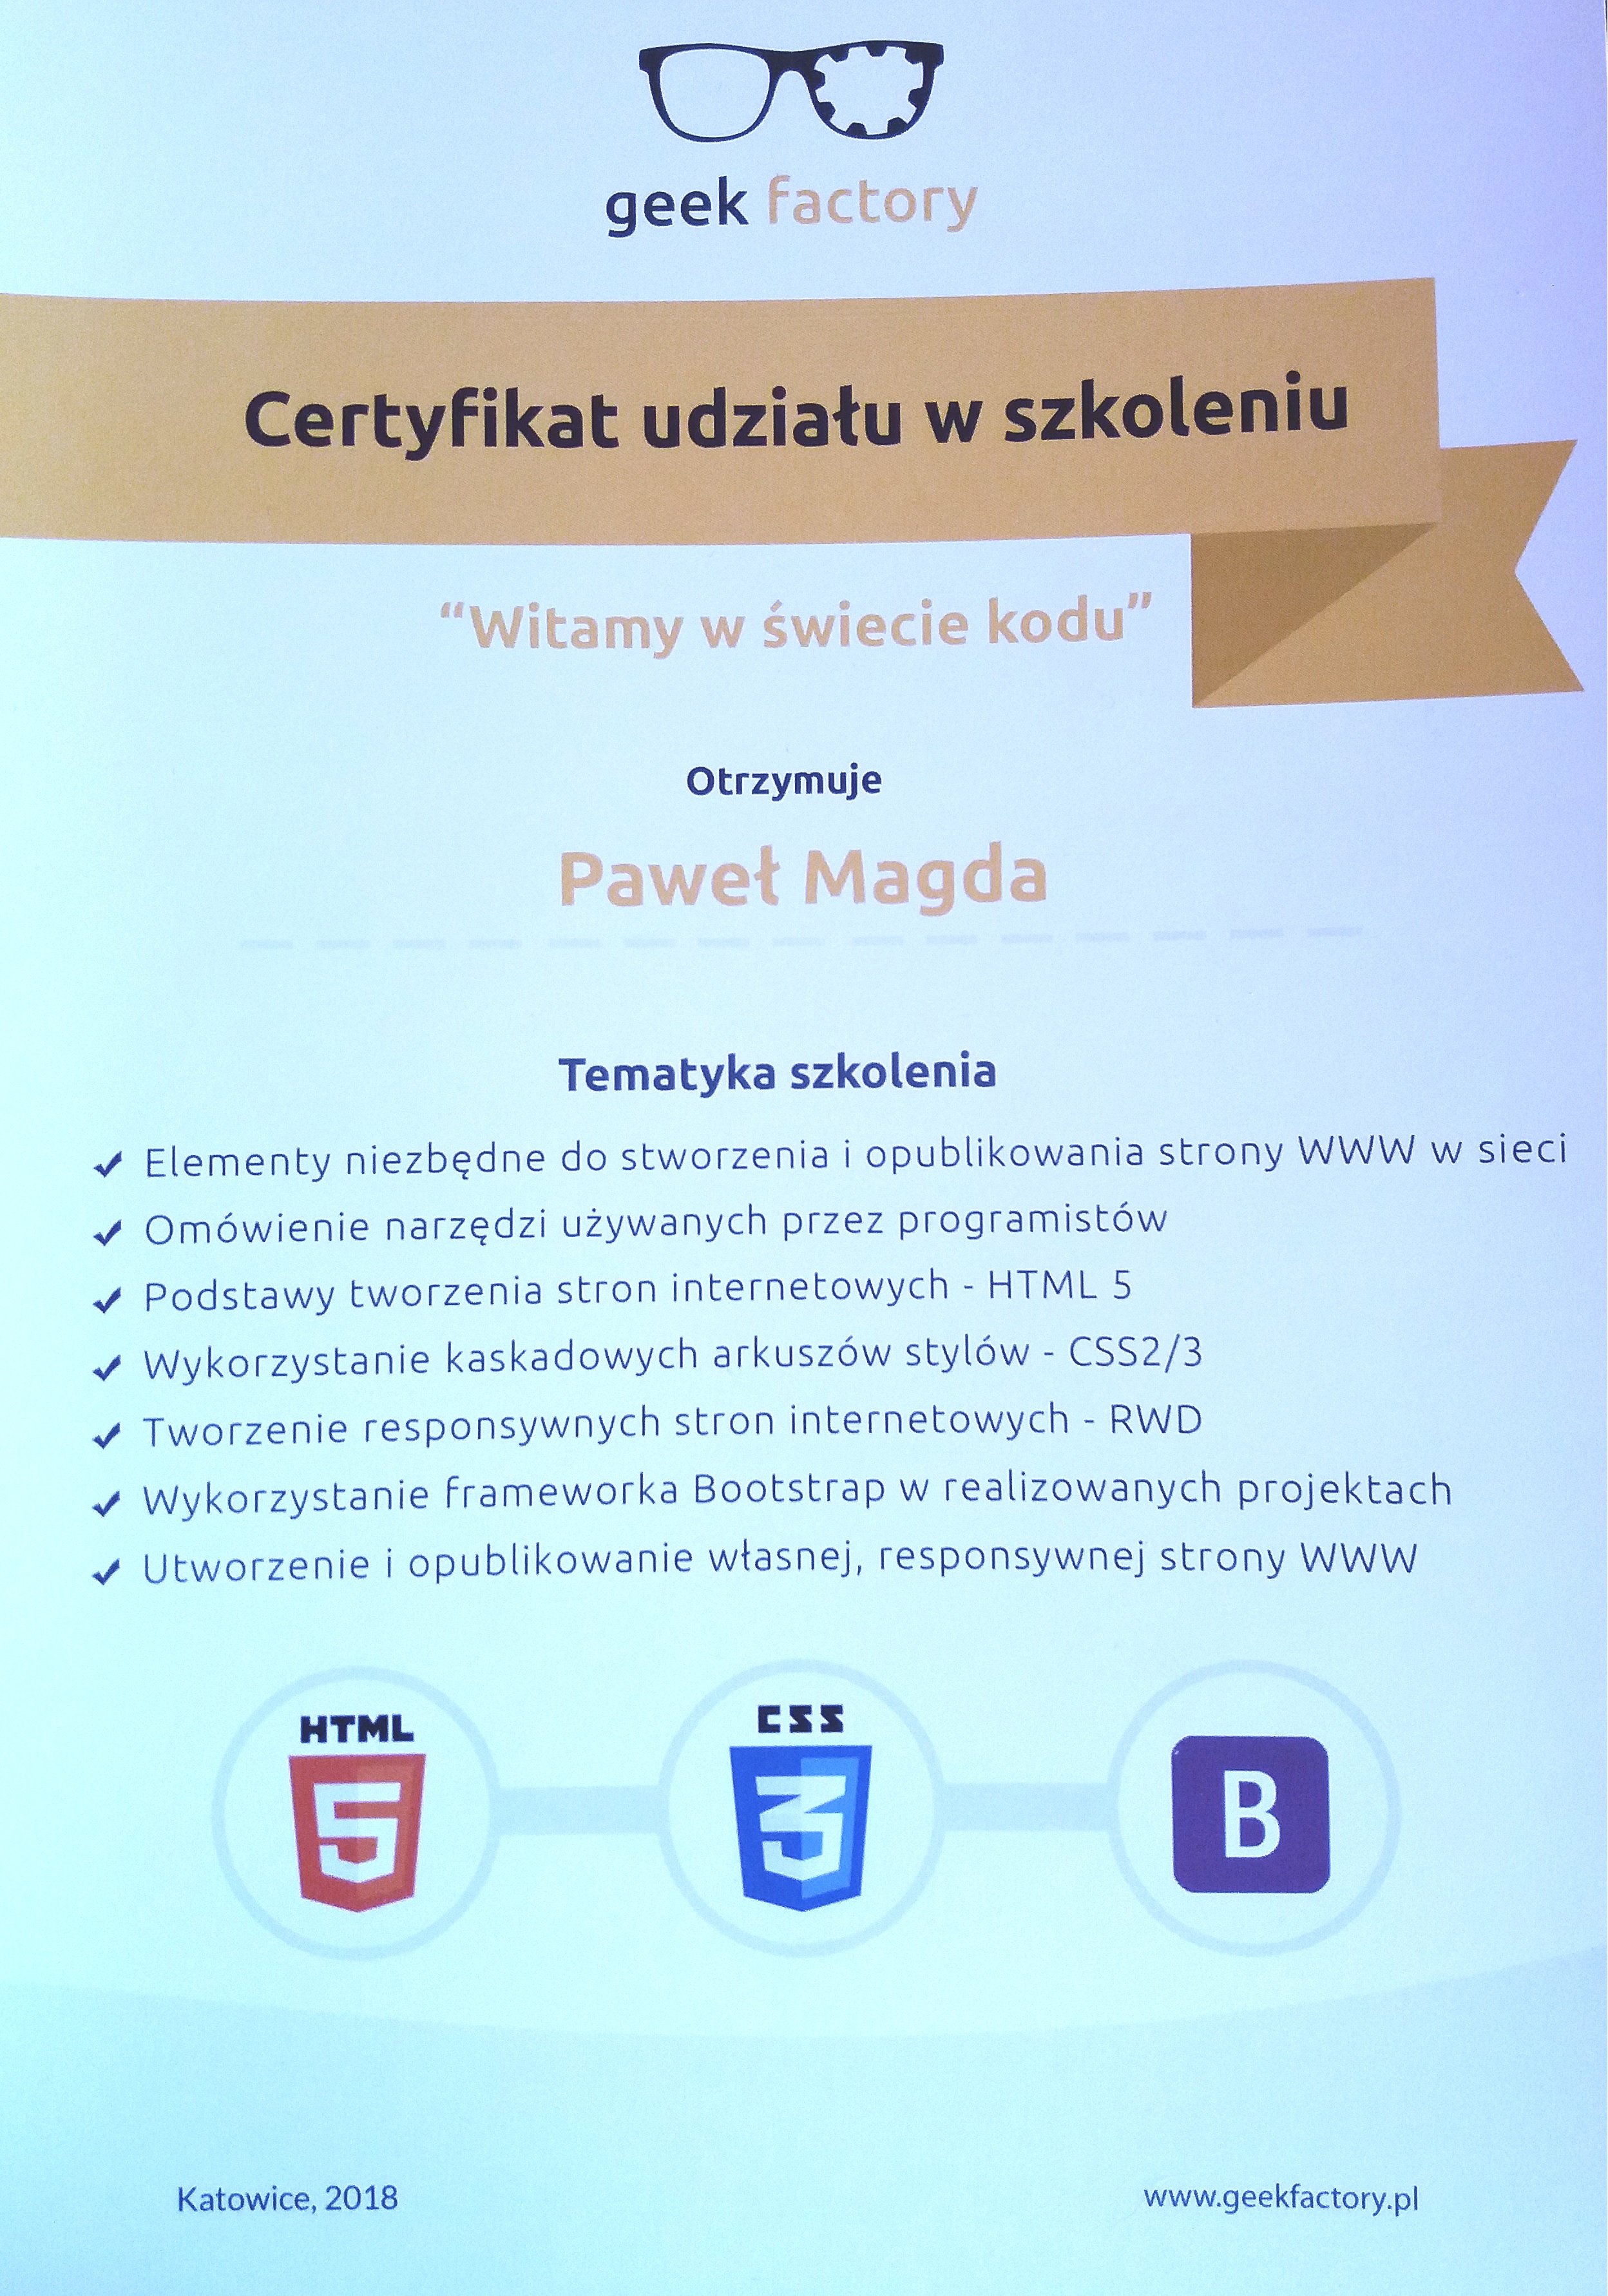 geek factory
Certyfikat udziału w szkoleniu
“Witamy w świecie kodu”
Otrzymuje
Paweł Magda
Tematyka szkolenia
✔ Elementy niezbędne do stworzenia i opublikowania strony WWW w sieci
✔ Omówienie narzędzi używanych przez programistów
✔ Podstawy tworzenia stron internetowych - HTML 5
✔ Wykorzystanie kaskadowych arkuszów stylów - CSS2/3
✔ Tworzenie responsywnych stron internetowych - RWD
✔ Wykorzystanie frameworka Bootstrap w realizowanych projektach
✔ Utworzenie i opublikowanie własnej, responsywnej strony WWW
HTML
5
CSS
3
B
Katowice, 2018
www.geekfactory.pl